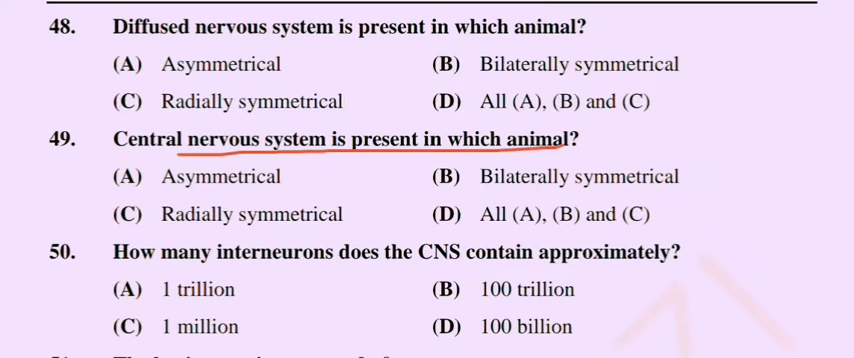 48. Diffused nervous system is present in which animal?
(A) Asymmetrical (B) Bilaterally symmetrical
(C) Radially symmetrical (D) All (A), (B) and (C)
49. Central nervous system is present in which animal?
(A) Asymmetrical (B) Bilaterally symmetrical
(C) Radially symmetrical (D) All (A), (B) and (C)
50. How many interneurons does the CNS contain approximately?
(A) 1 trillion (B) 100 trillion
(C) 1 million (D) 100 billion